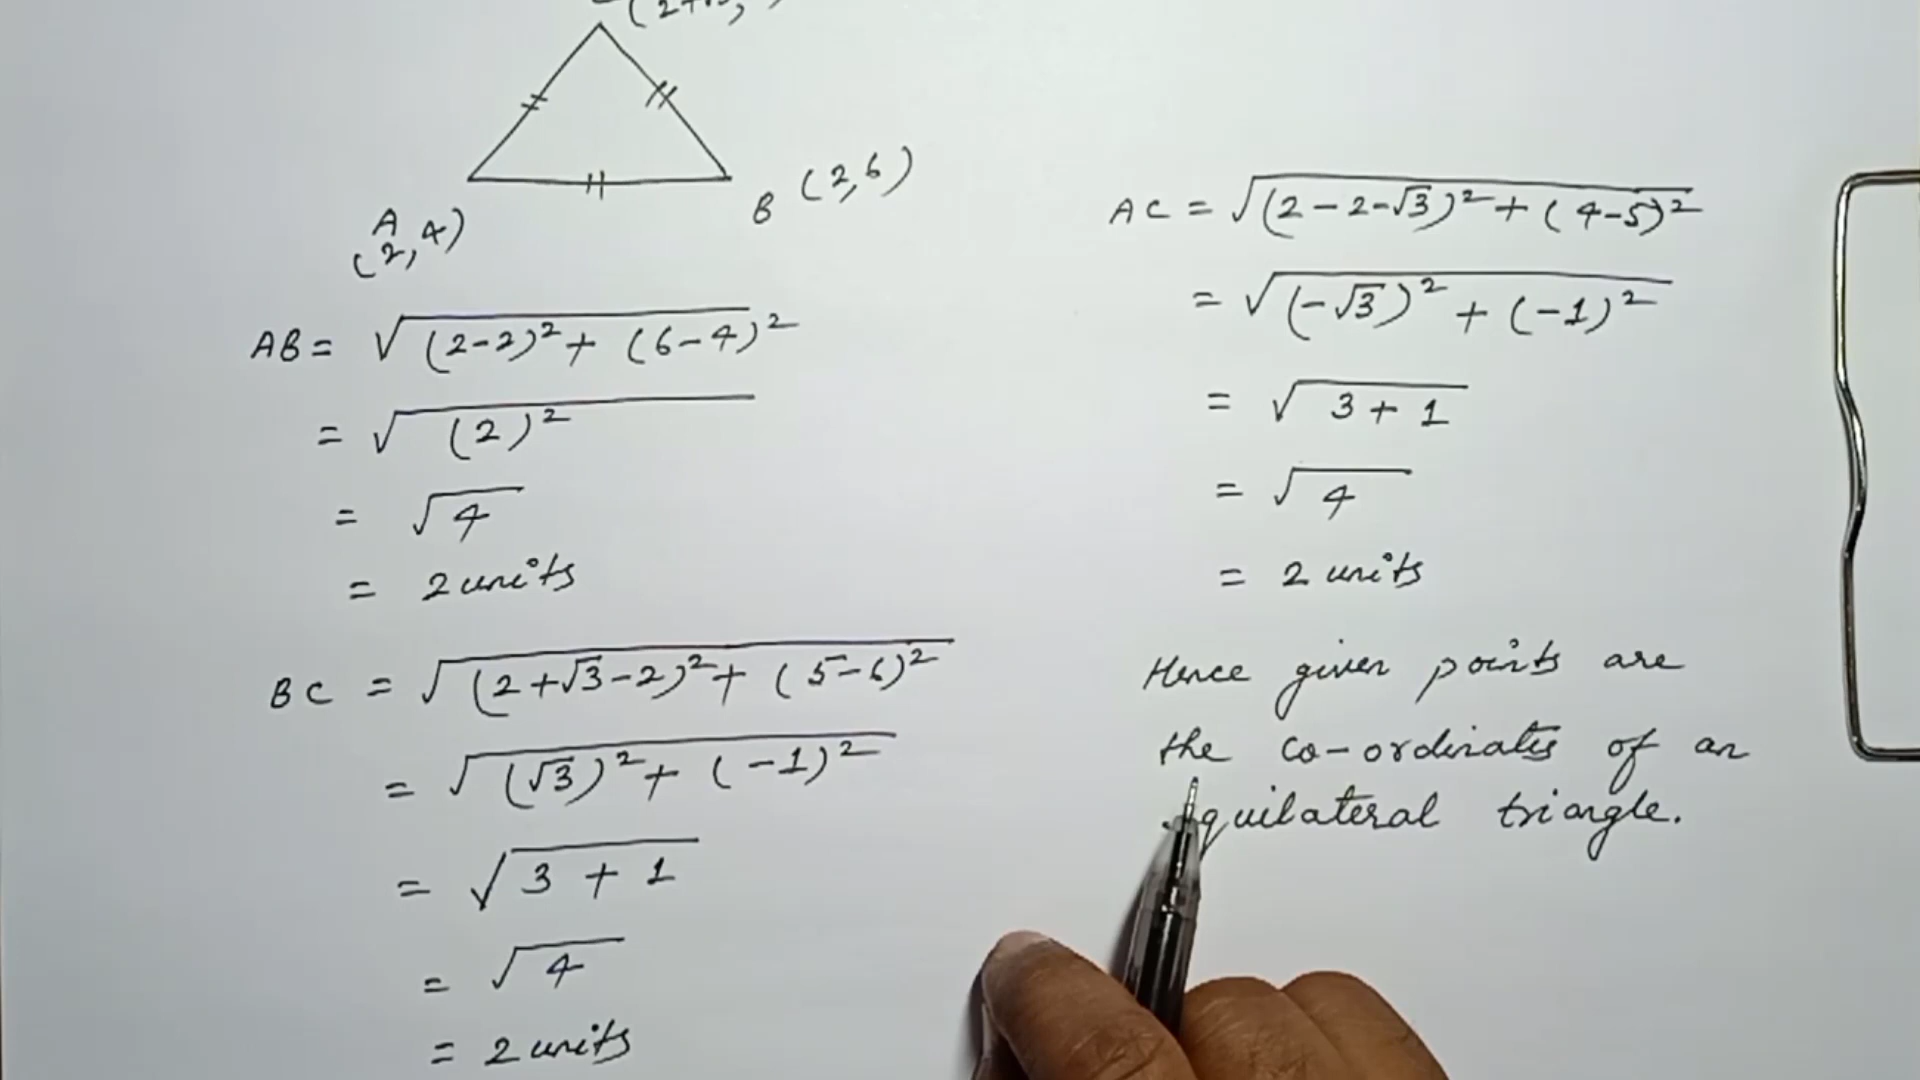 B (2,6)
A
(2,4)
AB = √(2-2)² + (6-4)²
= √(2)²
= √4
= 2 units
BC = √(2+√3-2)² + (5-6)²
= √(√3)² + (-1)²
= √3 + 1
= √4
= 2 units
AC = √(2-2-√3)² + (4-5)²
= √(-√3)² + (-1)²
= √3 + 1
= √4
= 2 units
Hence given points are
the co-ordinates of an
equilateral triangle.